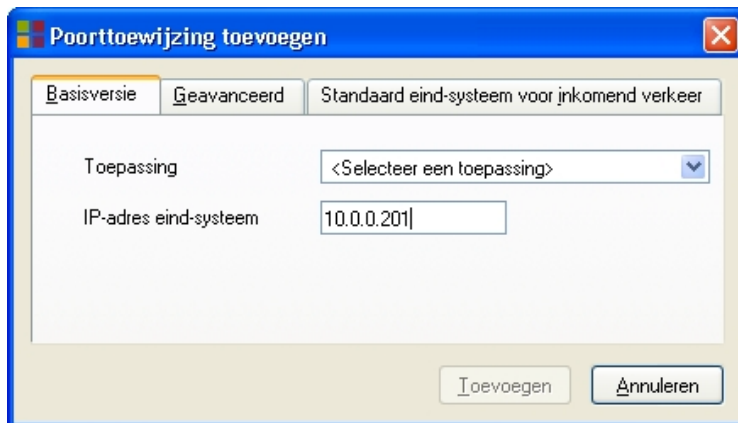 Poorttoewijzing toevoegen
Basisversie
Geavanceerd
Standaard eind-systeem voor inkomend verkeer
Toepassing
<Selecteer een toepassing>
IP-adres eind-systeem
10.0.0.201
Toevoegen
Annuleren